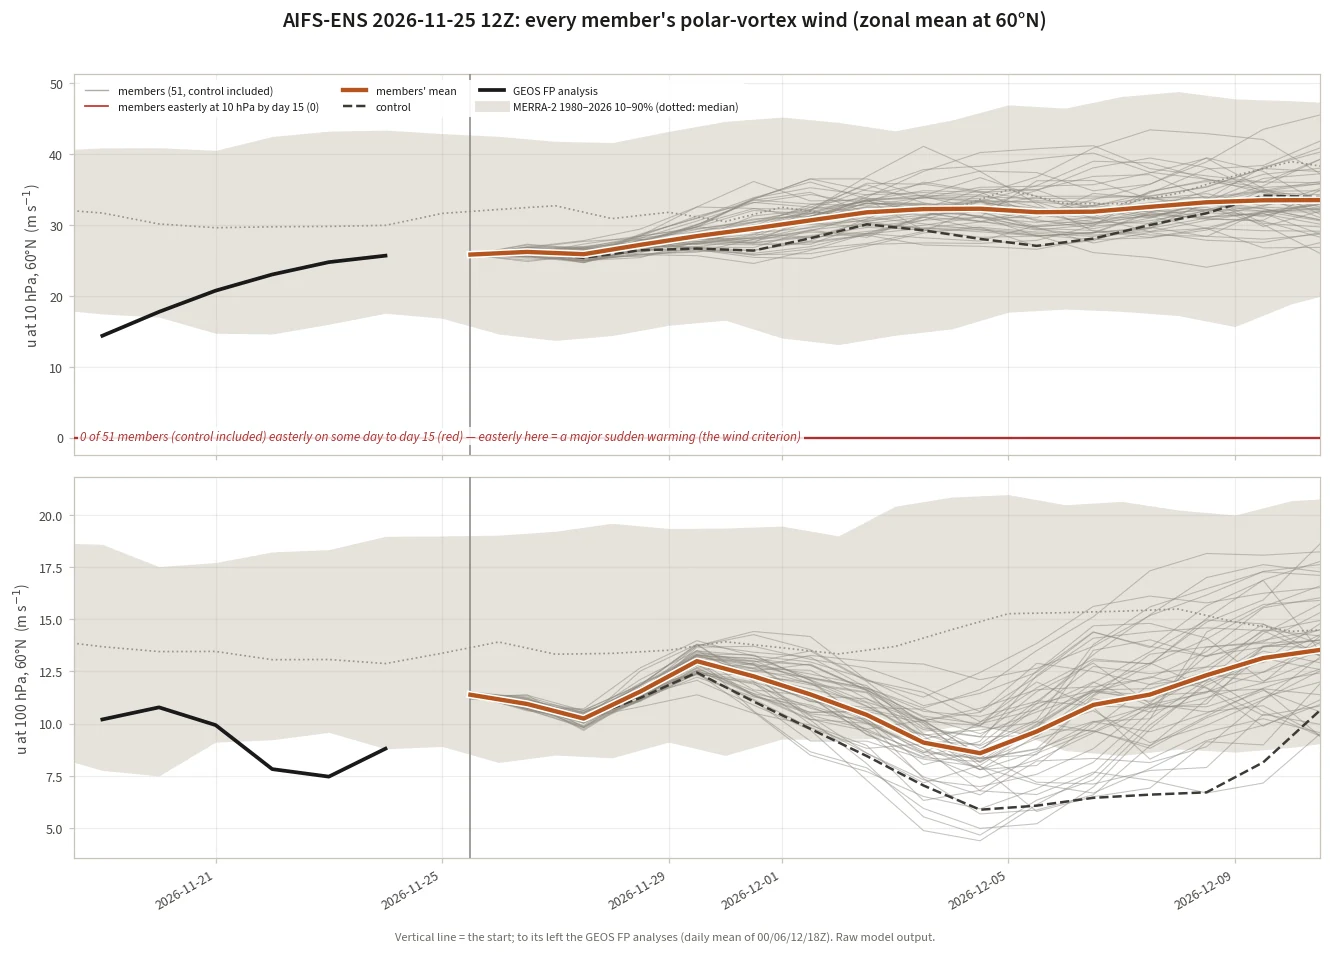 AIFS-ENS 2026-11-25 12Z: every member's polar-vortex wind (zonal mean at 60°N)
members (51, control included)
members easterly at 10 hPa by day 15 (0)
members' mean
control
GEOS FP analysis
MERRA-2 1980–2026 10–90% (dotted: median)
u at 10 hPa, 60°N (m s⁻¹)
50
40
30
20
10
0
0 of 51 members (control included) easterly on some day to day 15 (red) — easterly here = a major sudden warming (the wind criterion)
u at 100 hPa, 60°N (m s⁻¹)
20.0
17.5
15.0
12.5
10.0
7.5
5.0
2026-11-21
2026-11-25
2026-11-29
2026-12-01
2026-12-05
2026-12-09
Vertical line = the start; to its left the GEOS FP analyses (daily mean of 00/06/12/18Z). Raw model output.